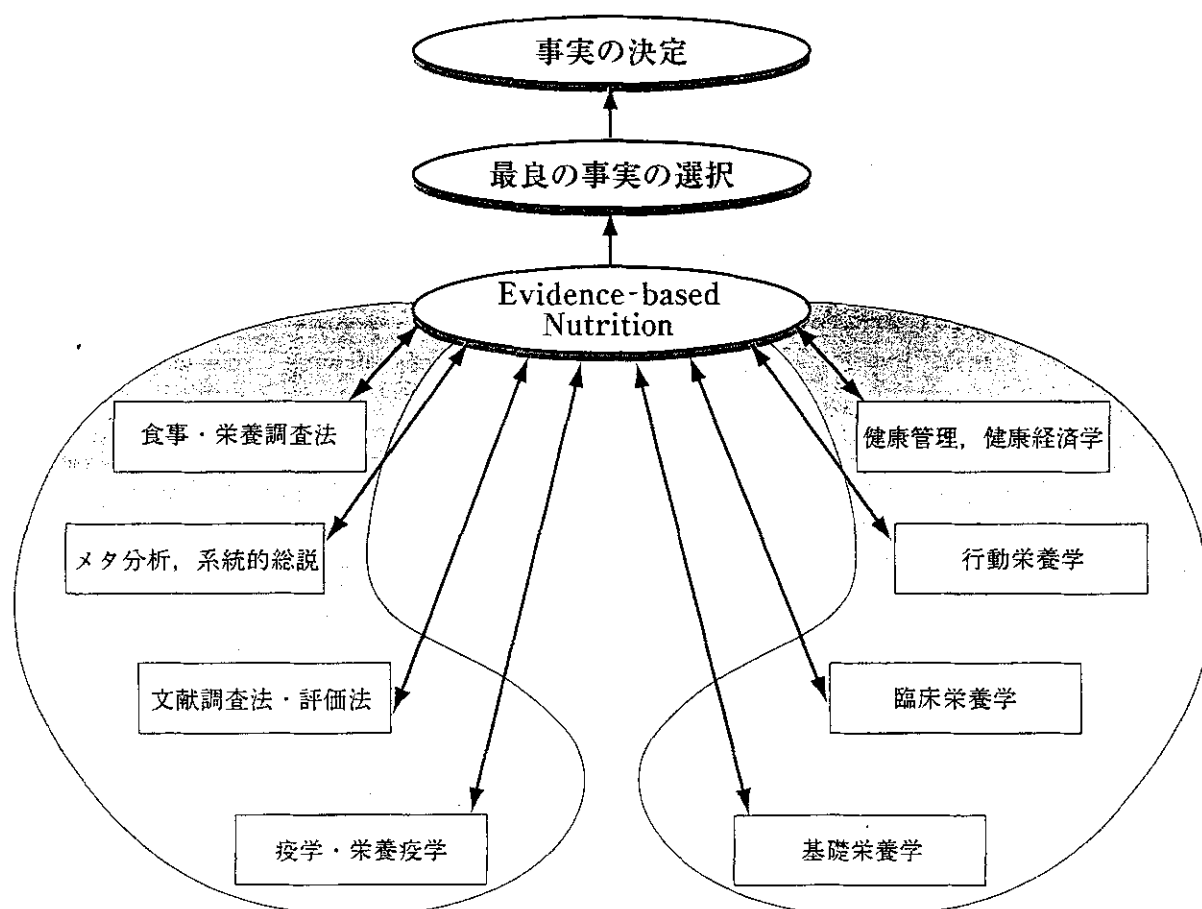 事実の決定
最良の事実の選択
Evidence-based
Nutrition
食事・栄養調査法
健康管理，健康経済学
メタ分析，系統的総説
行動栄養学
文献調査法・評価法
臨床栄養学
疫学・栄養疫学
基礎栄養学